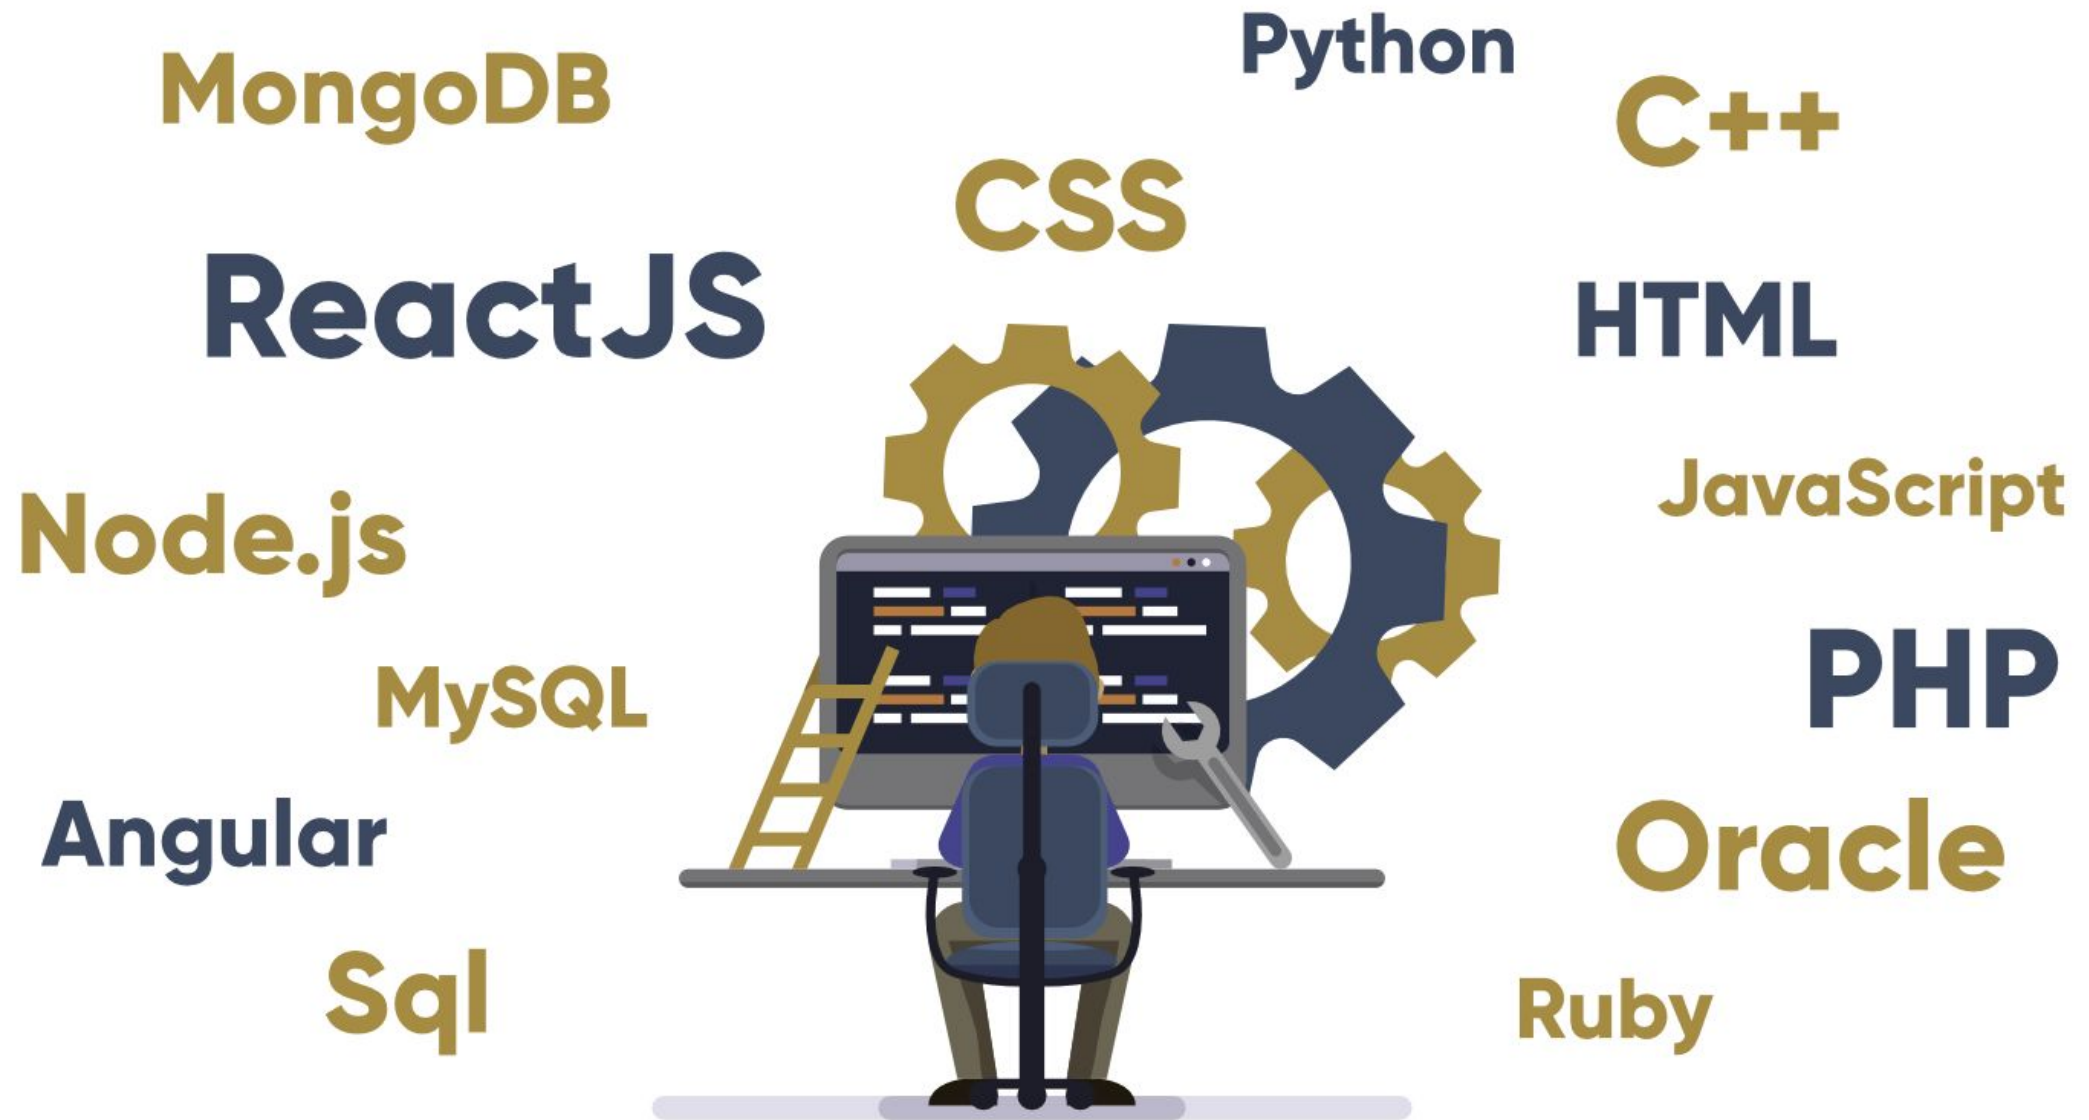 Python
MongoDB
C++
CSS
ReactJS
HTML
JavaScript
Node.js
PHP
MySQL
Angular
Oracle
Sql
Ruby